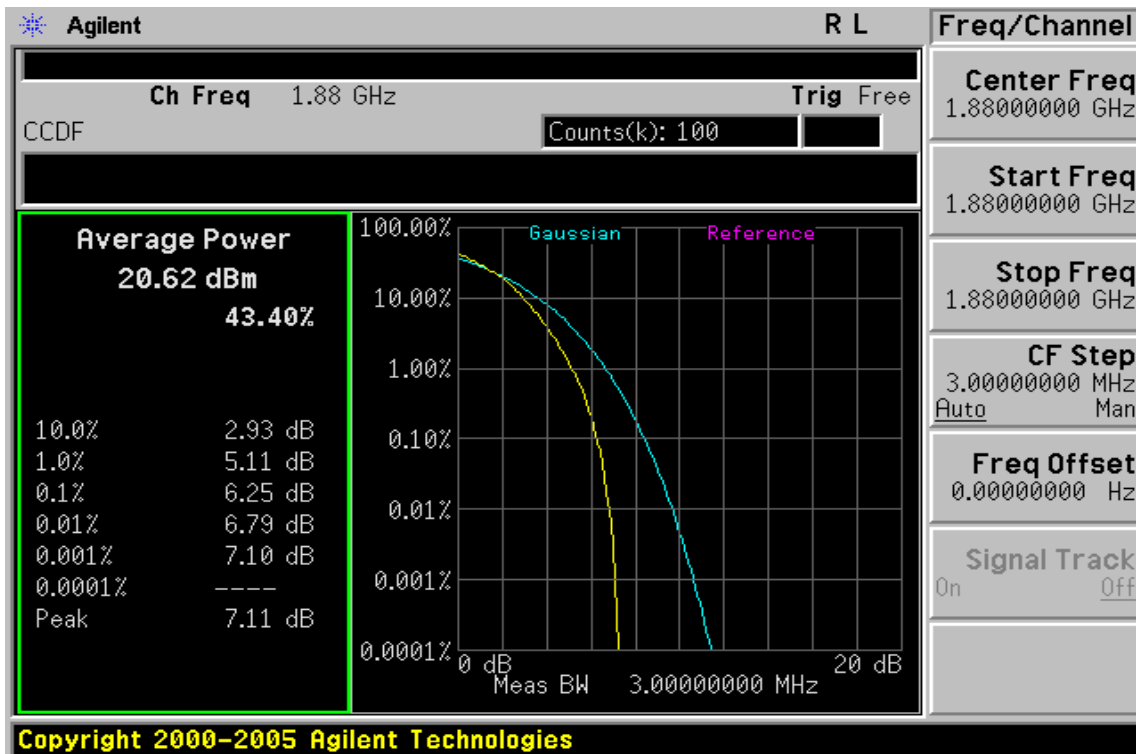 Agilent R L
Ch Freq 1.88 GHz Trig Free
CCDF Counts(k): 100
Average Power
20.62 dBm
43.40%
10.0% 2.93 dB
1.0% 5.11 dB
0.1% 6.25 dB
0.01% 6.79 dB
0.001% 7.10 dB
0.0001% ----
Peak 7.11 dB
Gaussian Reference
100.00%
10.00%
1.00%
0.10%
0.01%
0.001%
0.0001%
0 dB 20 dB
Meas BW 3.00000000 MHz
Freq/Channel
Center Freq
1.88000000 GHz
Start Freq
1.88000000 GHz
Stop Freq
1.88000000 GHz
CF Step
3.00000000 MHz
Auto Man
Freq Offset
0.00000000 Hz
Signal Track
On Off
Copyright 2000-2005 Agilent Technologies